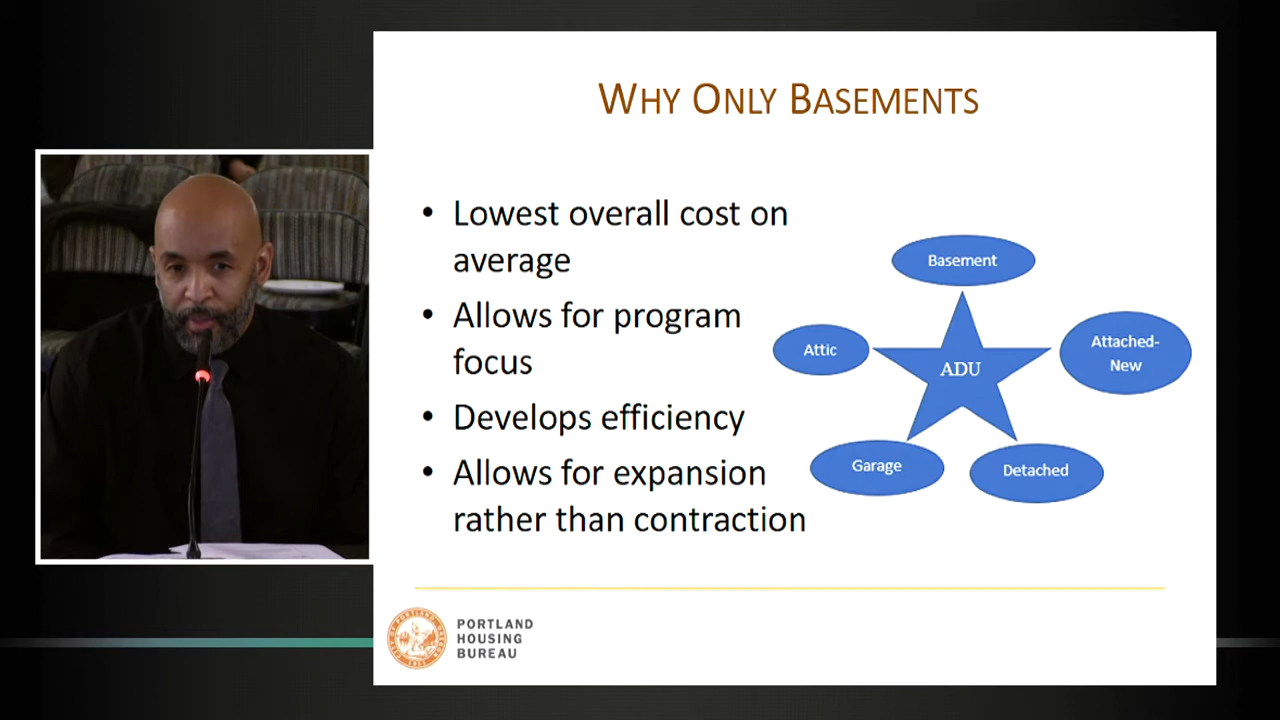 WHY ONLY BASEMENTS
• Lowest overall cost on
average
• Allows for program
focus
• Develops efficiency
• Allows for expansion
rather than contraction
Basement
Attic
Attached-
New
ADU
Garage
Detached
PORTLAND
HOUSING
BUREAU